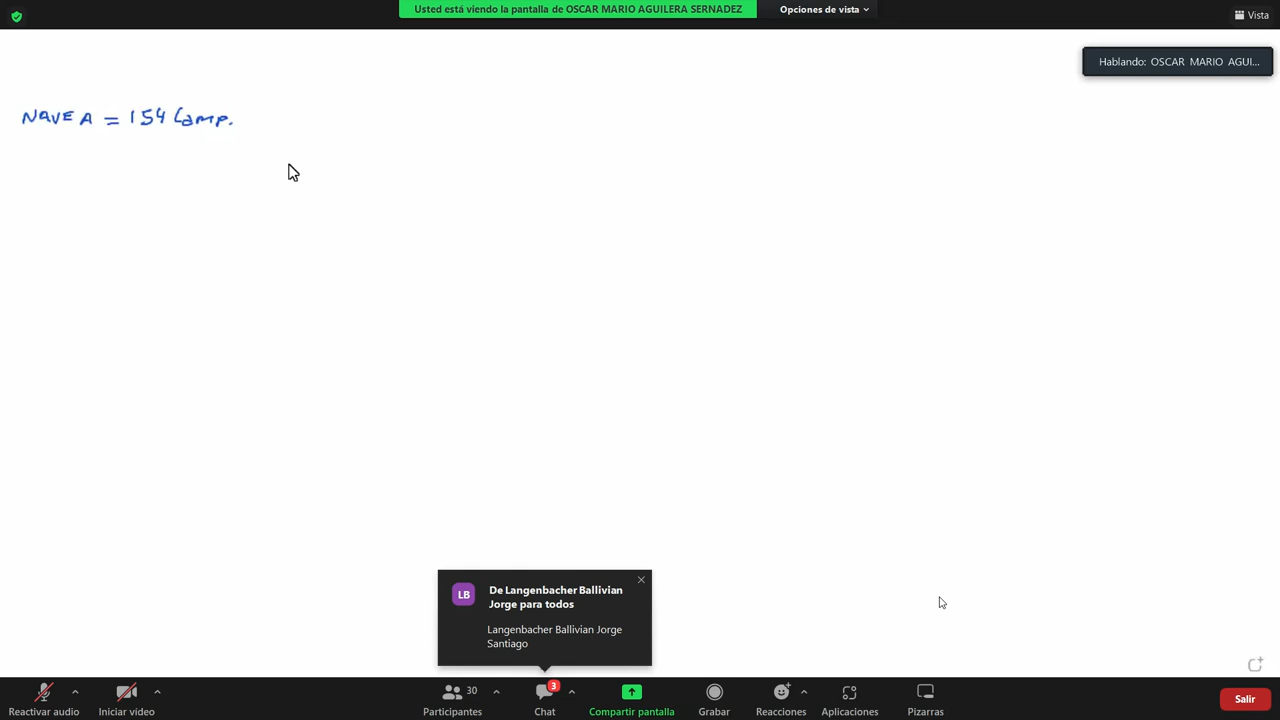 Usted está viendo la pantalla de OSCAR MARIO AGUILERA SERNADEZ
Opciones de vista
Vista
Hablando: OSCAR MARIO AGUI...
NAVE A = 154 Lamp.
LB
De Langenbacher Ballivian
Jorge para todos
Langenbacher Ballivian Jorge
Santiago
Reactivar audio
Iniciar video
30
Participantes
3
Chat
Compartir pantalla
Grabar
Reacciones
Aplicaciones
Pizarras
Salir